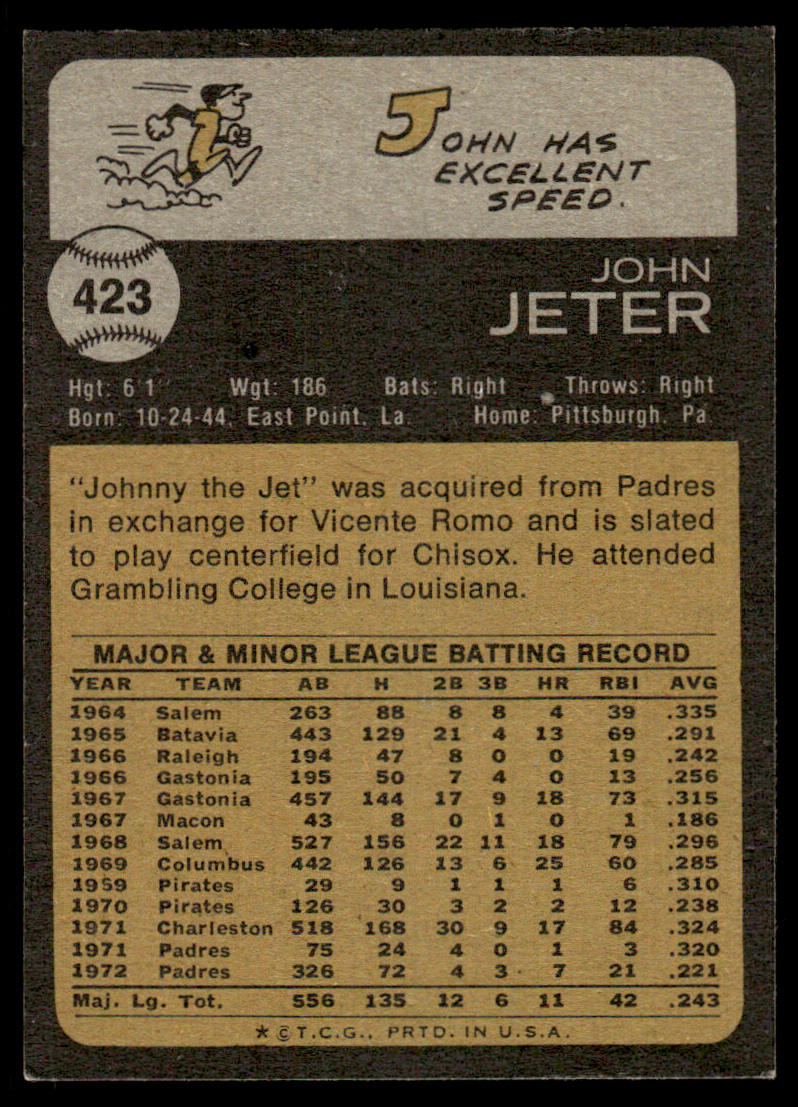 JOHN HAS
EXCELLENT
SPEED.
423
JOHN
JETER
Hgt: 6'1" Wgt: 186 Bats: Right Throws: Right
Born: 10-24-44, East Point, La. Home: Pittsburgh, Pa.
"Johnny the Jet" was acquired from Padres
in exchange for Vicente Romo and is slated
to play centerfield for Chisox. He attended
Grambling College in Louisiana.
MAJOR & MINOR LEAGUE BATTING RECORD
YEAR TEAM AB H 2B 3B HR RBI AVG
1964 Salem 263 88 8 8 4 39 .335
1965 Batavia 443 129 21 4 13 69 .291
1966 Raleigh 194 47 8 0 0 19 .242
1966 Gastonia 195 50 7 4 0 13 .256
1967 Gastonia 457 144 17 9 18 73 .315
1967 Macon 43 8 0 1 0 1 .186
1968 Salem 527 156 22 11 18 79 .296
1969 Columbus 442 126 13 6 25 60 .285
1959 Pirates 29 9 1 1 1 6 .310
1970 Pirates 126 30 3 2 2 12 .238
1971 Charleston 518 168 30 9 17 84 .324
1971 Padres 75 24 4 0 1 3 .320
1972 Padres 326 72 4 3 7 21 .221
Maj. Lg. Tot. 556 135 12 6 11 42 .243
* © T.C.G., PRTD. IN U.S.A.